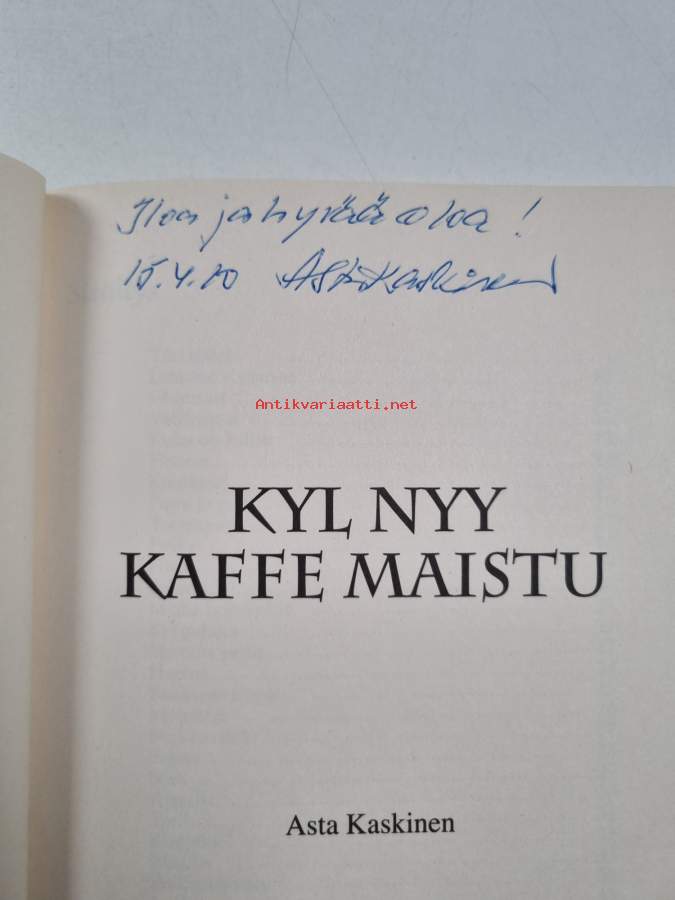 Iloa ja hyvää oloa !
15.4.10 Asta Kaskinen
Antikvariaatti.net
KYL NYY
KAFFE MAISTU
Asta Kaskinen